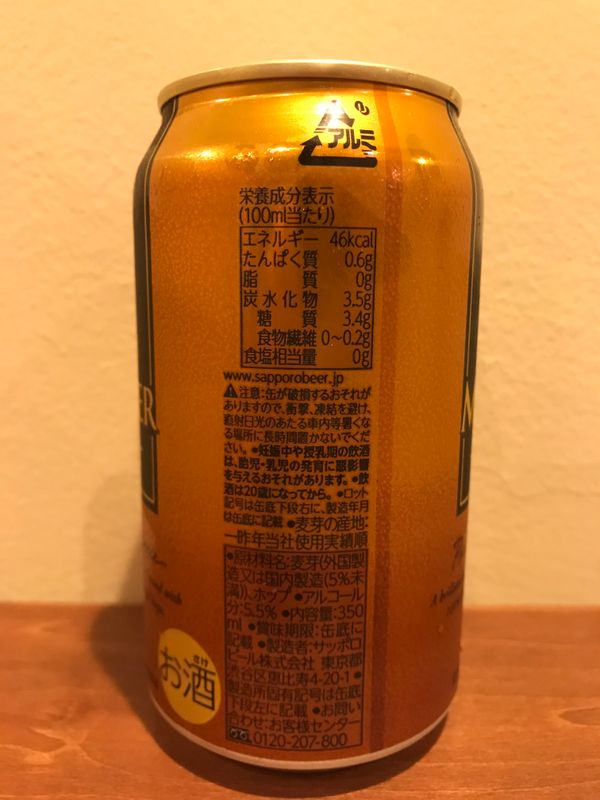 アルミ
栄養成分表示
(100ml当たり)
エネルギー 46kcal
たんぱく質 0.6g
脂質 0g
炭水化物 3.5g
糖質 3.4g
食物繊維 0〜0.2g
食塩相当量 0g
www.sapporobeer.jp
注意:缶が破損するおそれが
ありますので、衝撃、凍結を避け、
直射日光のあたる車内等暑くな
る場所に長時間置かないでくだ
さい。●妊娠中や授乳期の飲酒
は、胎児・乳児の発育に悪影響
を与えるおそれがあります。●飲
酒は20歳になってから。●ロット
記号は缶底下段右に、製造年月
は缶底に記載 ●麦芽の産地:
一昨年当社使用実績順
●原材料名:麦芽(外国製
造又は国内製造(5%未
満))、ホップ ●アルコール
分:5.5% ●内容量:350
ml ●賞味期限:缶底に
記載 ●製造者:サッポロ
ビール株式会社 東京都
渋谷区恵比寿4-20-1 ●
製造所固有記号は缶底
下段左に記載 ●お問い
合わせ:お客様センター
0120-207-800
さけ
お酒
ER